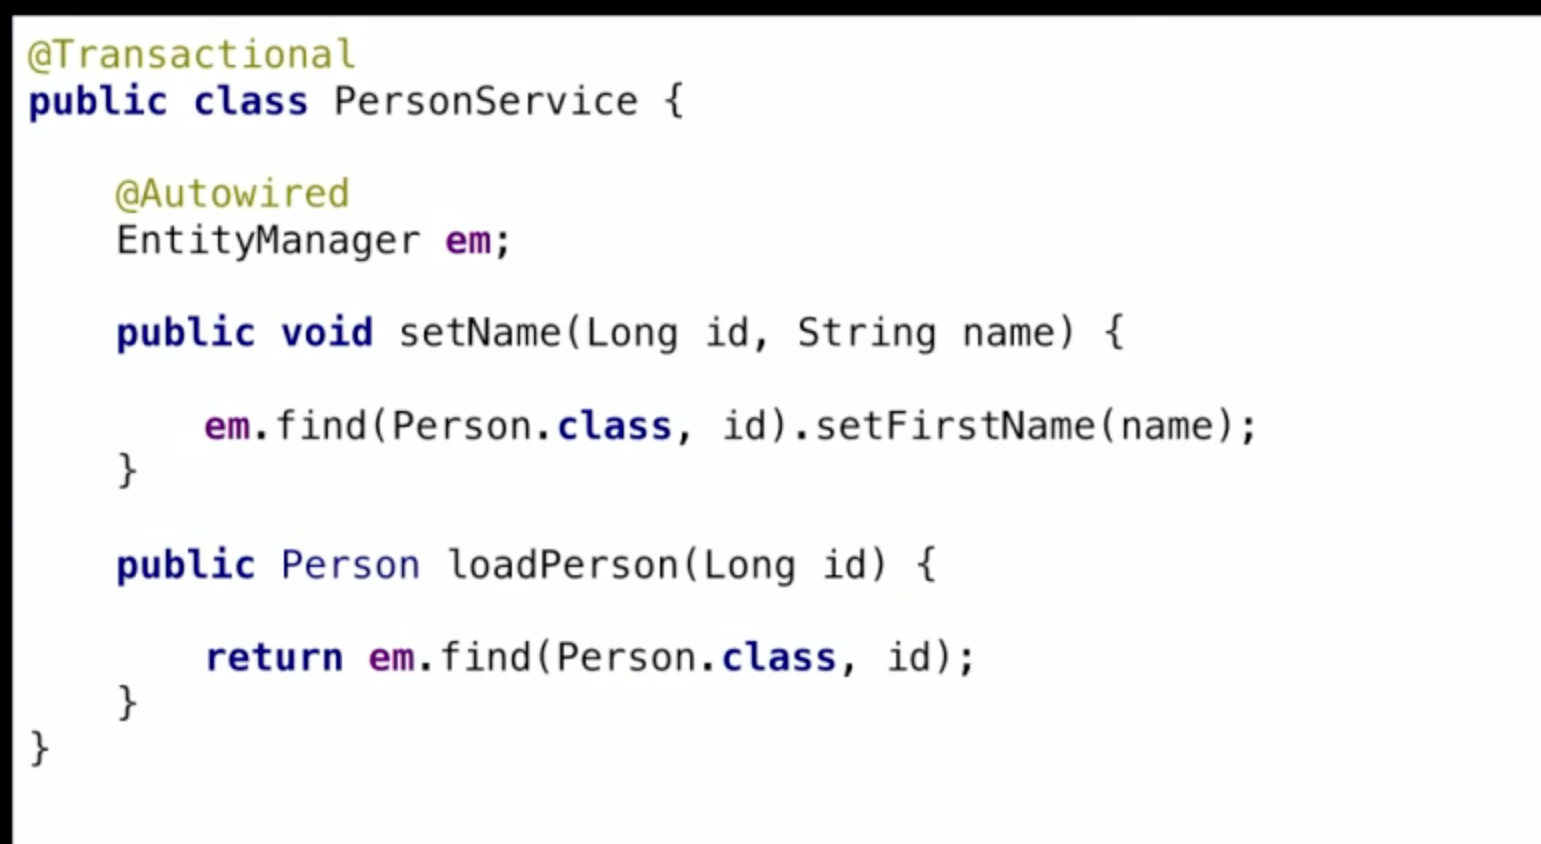 @Transactional
public class PersonService {
@Autowired
EntityManager em;
public void setName(Long id, String name) {
em.find(Person.class, id).setFirstName(name);
}
public Person loadPerson(Long id) {
return em.find(Person.class, id);
}
}